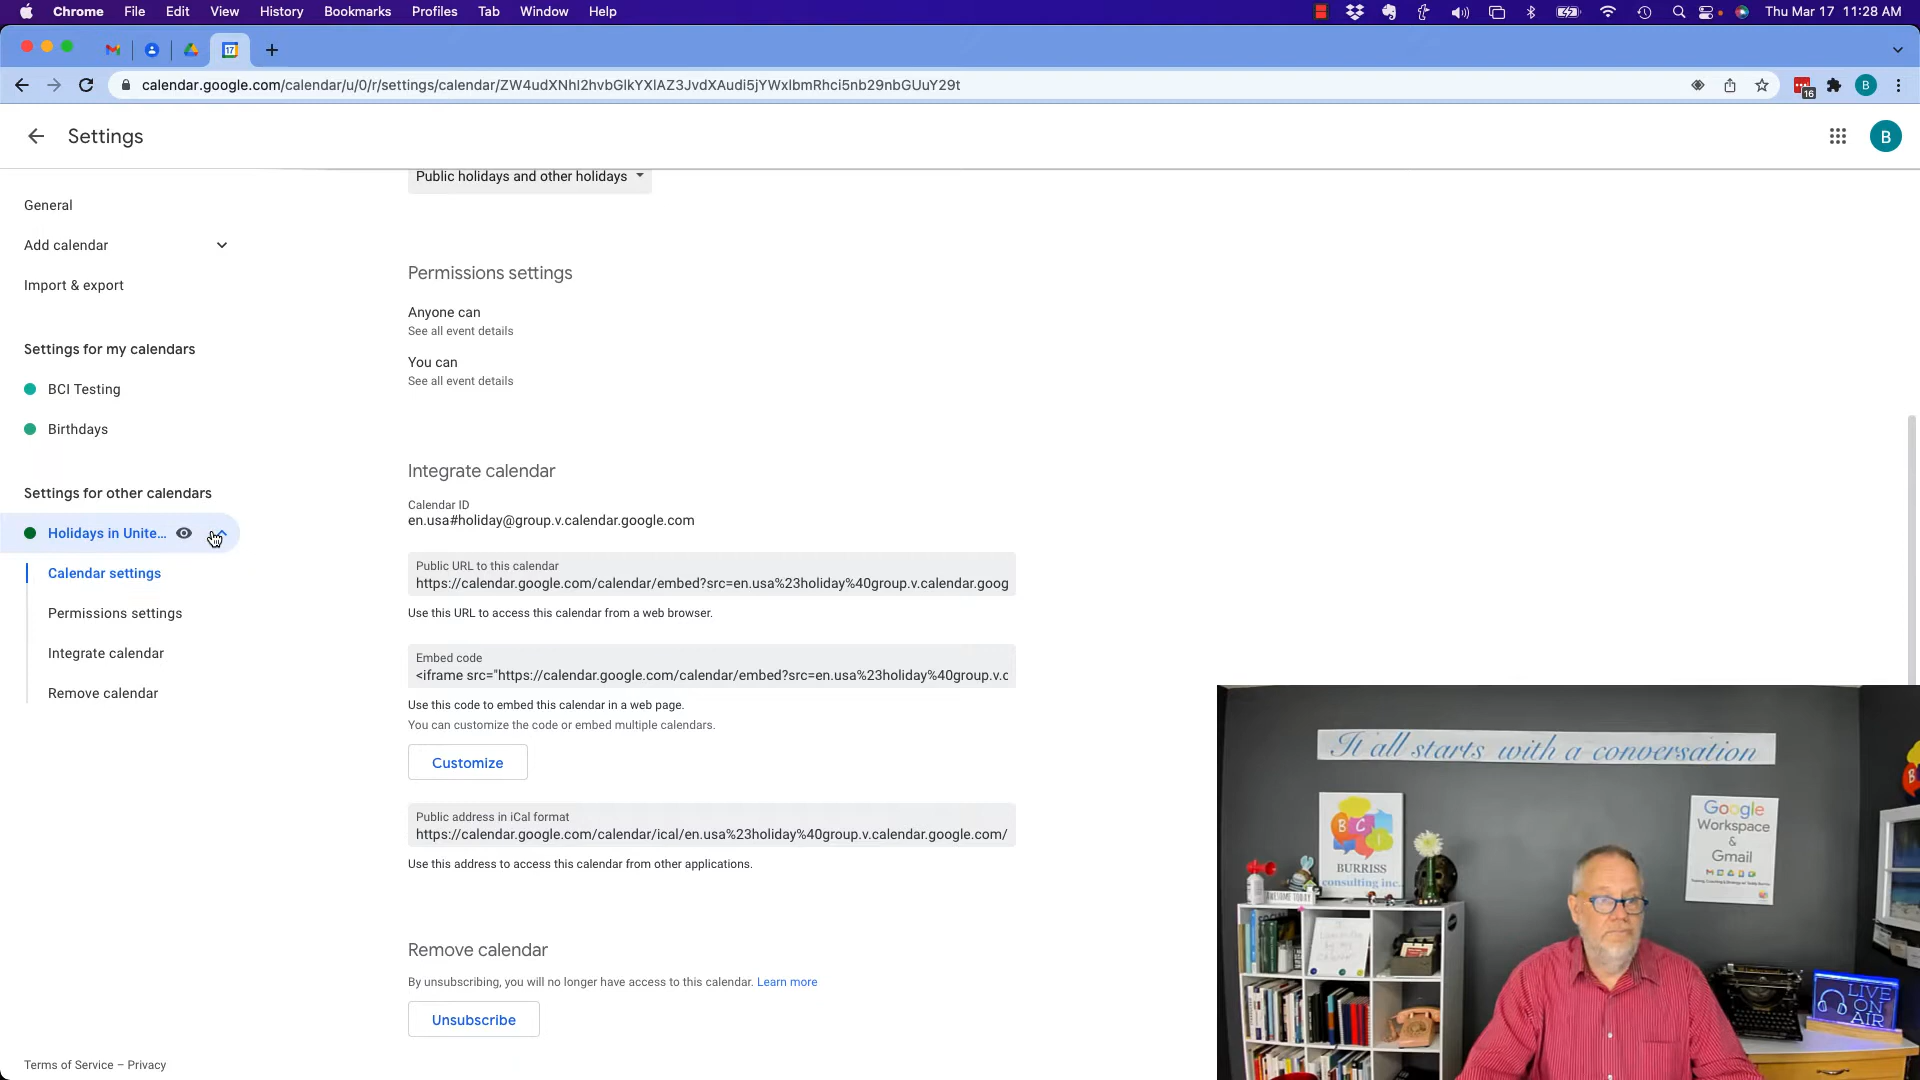 Chrome File Edit View History Bookmarks Profiles Tab Window Help
Thu Mar 17 11:28 AM
17
calendar.google.com/calendar/u/0/r/settings/calendar/ZW4udXNhI2hvbGlkYXlAZ3JvdXAudi5jYWxlbmRhci5nb29nbGUuY29t
16
B
Settings
B
Public holidays and other holidays
General
Add calendar
Import & export
Settings for my calendars
BCI Testing
Birthdays
Settings for other calendars
Holidays in Unite...
Calendar settings
Permissions settings
Integrate calendar
Remove calendar
Terms of Service – Privacy
Permissions settings
Anyone can
See all event details
You can
See all event details
Integrate calendar
Calendar ID
en.usa#holiday@group.v.calendar.google.com
Public URL to this calendar
https://calendar.google.com/calendar/embed?src=en.usa%23holiday%40group.v.calendar.goog
Use this URL to access this calendar from a web browser.
Embed code
<iframe src="https://calendar.google.com/calendar/embed?src=en.usa%23holiday%40group.v.c
Use this code to embed this calendar in a web page.
You can customize the code or embed multiple calendars.
Customize
Public address in iCal format
https://calendar.google.com/calendar/ical/en.usa%23holiday%40group.v.calendar.google.com/
Use this address to access this calendar from other applications.
Remove calendar
By unsubscribing, you will no longer have access to this calendar. Learn more
Unsubscribe
It all starts with a conversation
B C I
BURRISS
consulting inc.
Google
Workspace
&
Gmail
AWESOME TODAY
LIVE
ON
AIR